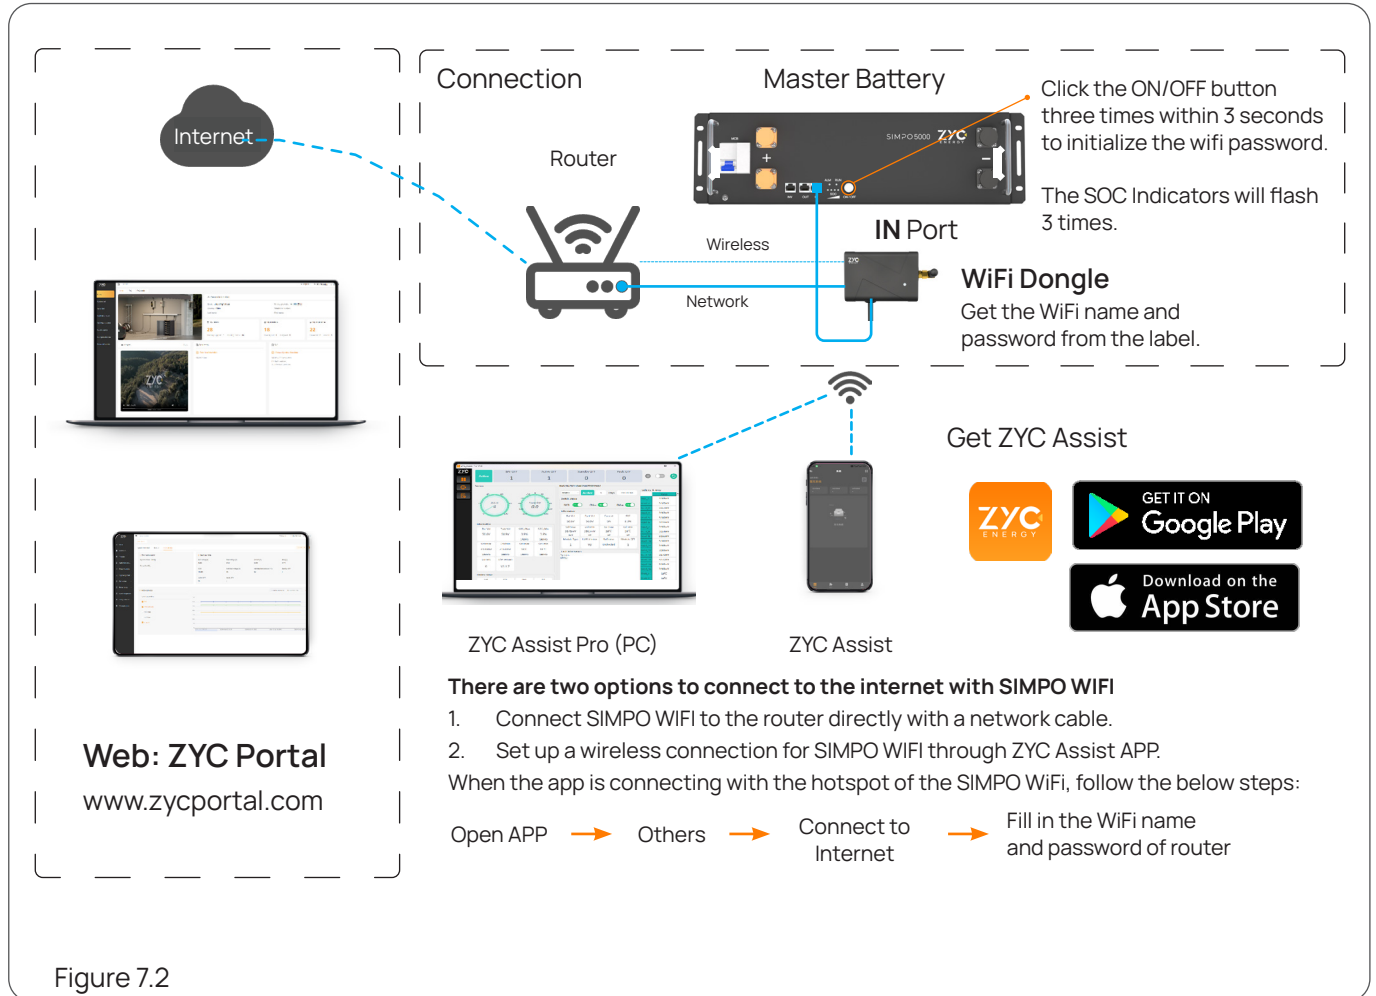 Internet
Connection
Master Battery
Router
SIMPO5000
ZYC
ENERGY
Click the ON/OFF button
three times within 3 seconds
to initialize the wifi password.
The SOC Indicators will flash
3 times.
IN Port
Wireless
Network
ZYC
WiFi Dongle
Get the WiFi name and
password from the label.
Get ZYC Assist
ZYC
ENERGY
GET IT ON
Google Play
Download on the
App Store
ZYC Assist Pro (PC)
ZYC Assist
There are two options to connect to the internet with SIMPO WIFI
1. Connect SIMPO WIFI to the router directly with a network cable.
2. Set up a wireless connection for SIMPO WIFI through ZYC Assist APP.
When the app is connecting with the hotspot of the SIMPO WiFi, follow the below steps:
Open APP
Others
Connect to
Internet
Fill in the WiFi name
and password of router
Web: ZYC Portal
www.zycportal.com
Figure 7.2